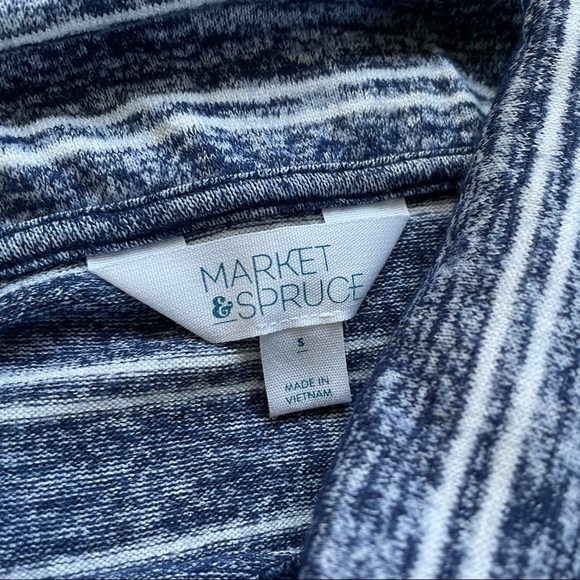 MARKET
& SPRUCE
S
MADE IN
VIETNAM